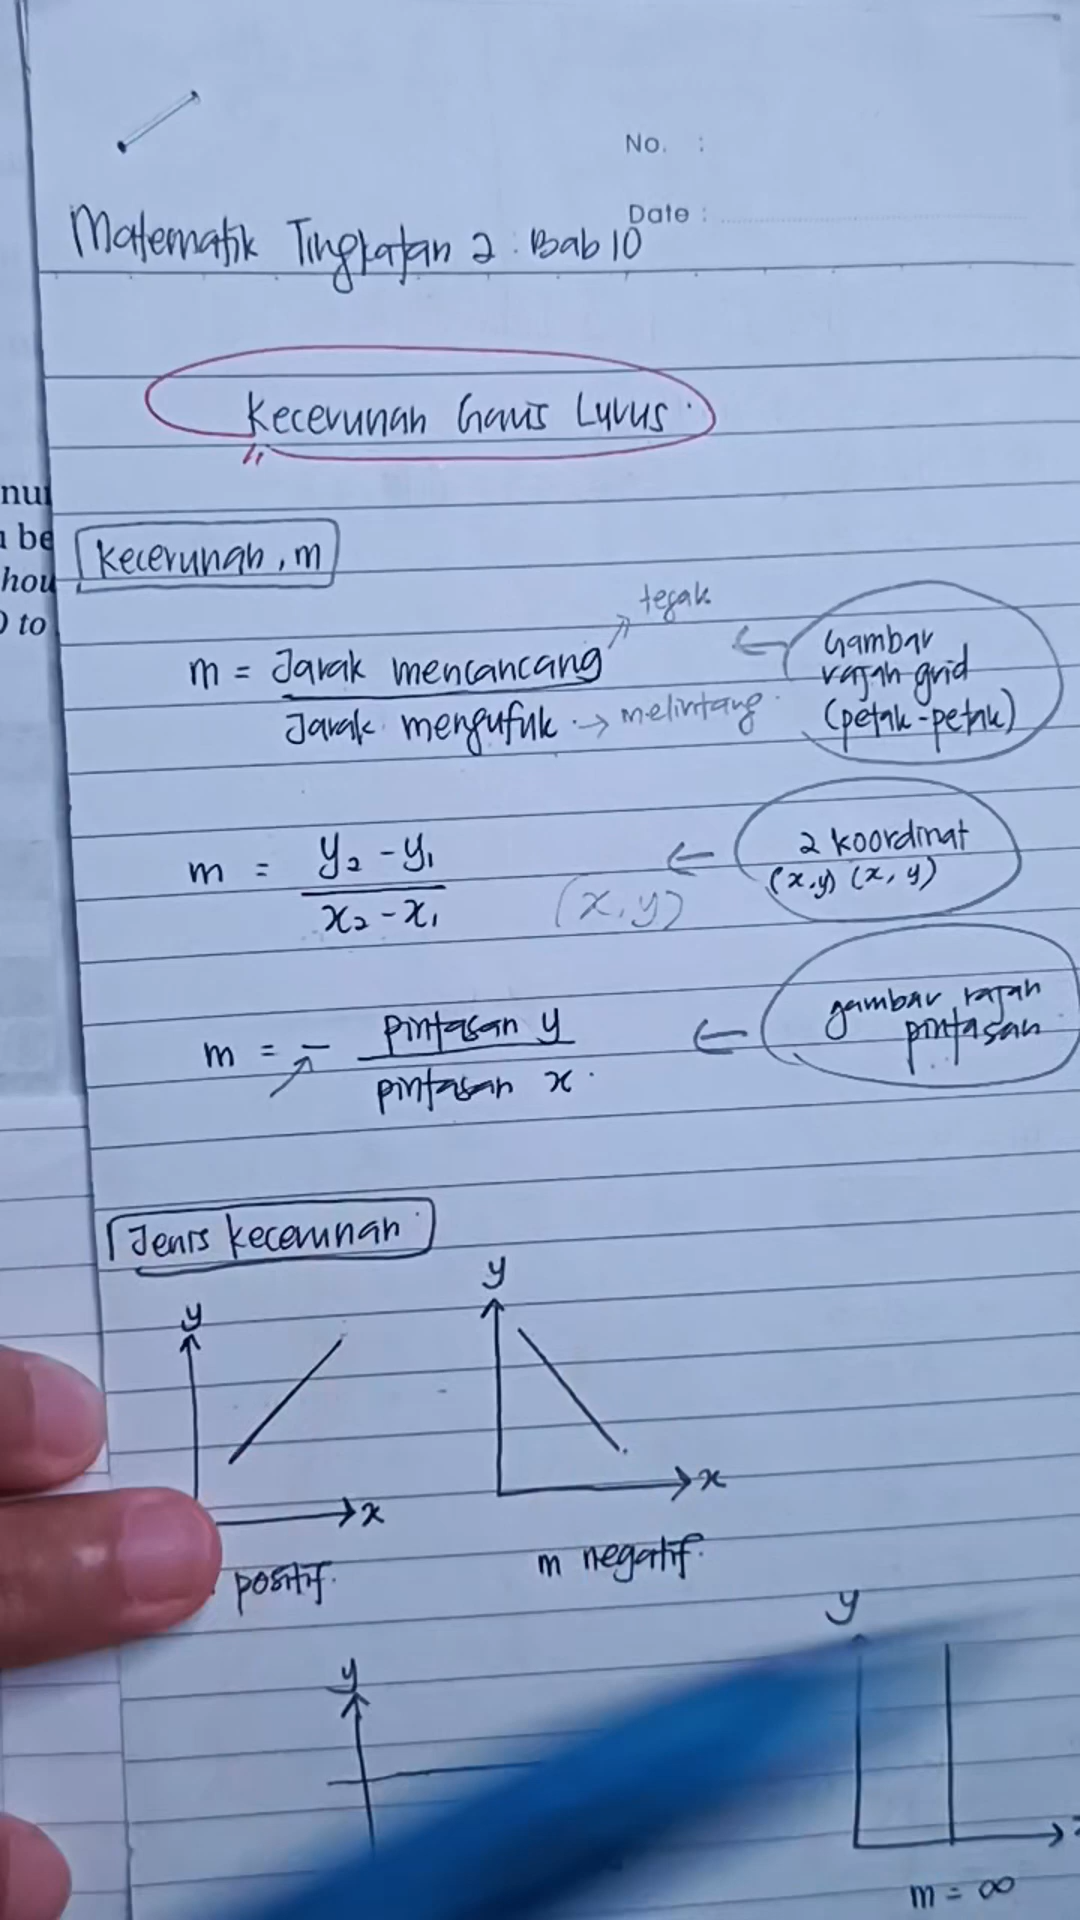 No. :
Date :
Matematik Tingkatan 2 : Bab 10
Kecerunan Garis Lurus.
Kecerunan, m
tegak
m = Jarak mencancang
Jarak mengufuk → melintang
Gambar
rajah grid
(petak-petak)
m = y₂ - y₁
x₂ - x₁
(x, y)
2 koordinat
(x,y) (x, y)
m = - pintasan y
pintasan x
gambar rajah
pintasan
Jenis kecerunan
y
x
positif.
y
x
m negatif.
y
y
m = ∞